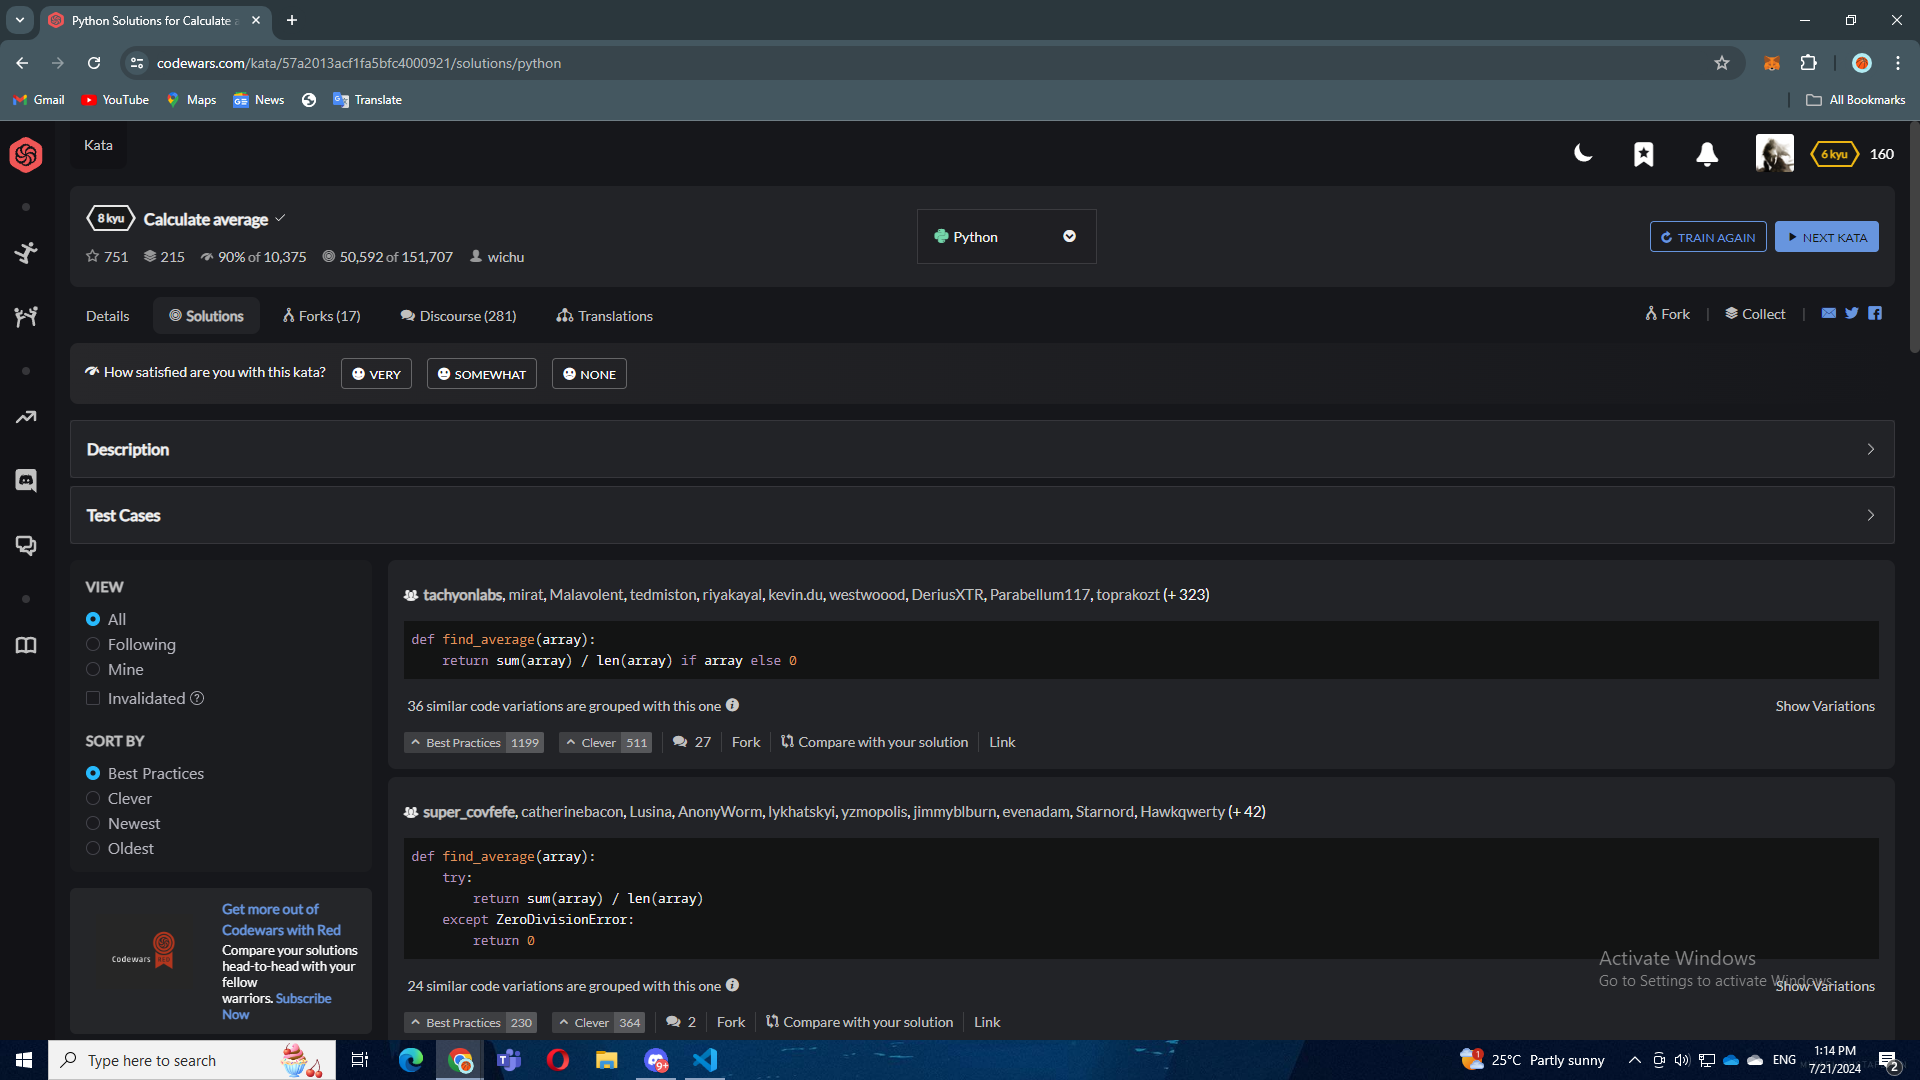 Python Solutions for Calculate a
codewars.com/kata/57a2013acf1fa5bfc4000921/solutions/python
Gmail YouTube Maps News Translate All Bookmarks
Kata
6 kyu 160
8 kyu Calculate average
751 215 90% of 10,375 50,592 of 151,707 wichu
Python
TRAIN AGAIN NEXT KATA
Details Solutions Forks (17) Discourse (281) Translations
Fork | Collect |
How satisfied are you with this kata? VERY SOMEWHAT NONE
Description
Test Cases
VIEW
All
Following
Mine
Invalidated
SORT BY
Best Practices
Clever
Newest
Oldest
Get more out of
Codewars with Red
Codewars RED
Compare your solutions
head-to-head with your
fellow
warriors. Subscribe
Now
tachyonlabs, mirat, Malavolent, tedmiston, riyakayal, kevin.du, westwoood, DeriusXTR, Parabellum117, toprakozt (+ 323)
def find_average(array):
    return sum(array) / len(array) if array else 0
36 similar code variations are grouped with this one
Show Variations
Best Practices 1199 Clever 511 27 Fork Compare with your solution Link
super_covfefe, catherinebacon, Lusina, AnonyWorm, lykhatskyi, yzmopolis, jimmyblburn, evenadam, Starnord, Hawkqwerty (+ 42)
def find_average(array):
    try:
        return sum(array) / len(array)
    except ZeroDivisionError:
        return 0
24 similar code variations are grouped with this one
Show Variations
Best Practices 230 Clever 364 2 Fork Compare with your solution Link
Activate Windows
Go to Settings to activate Windows.
Type here to search
9+
1 25°C Partly sunny ENG
1:14 PM
7/21/2024
2